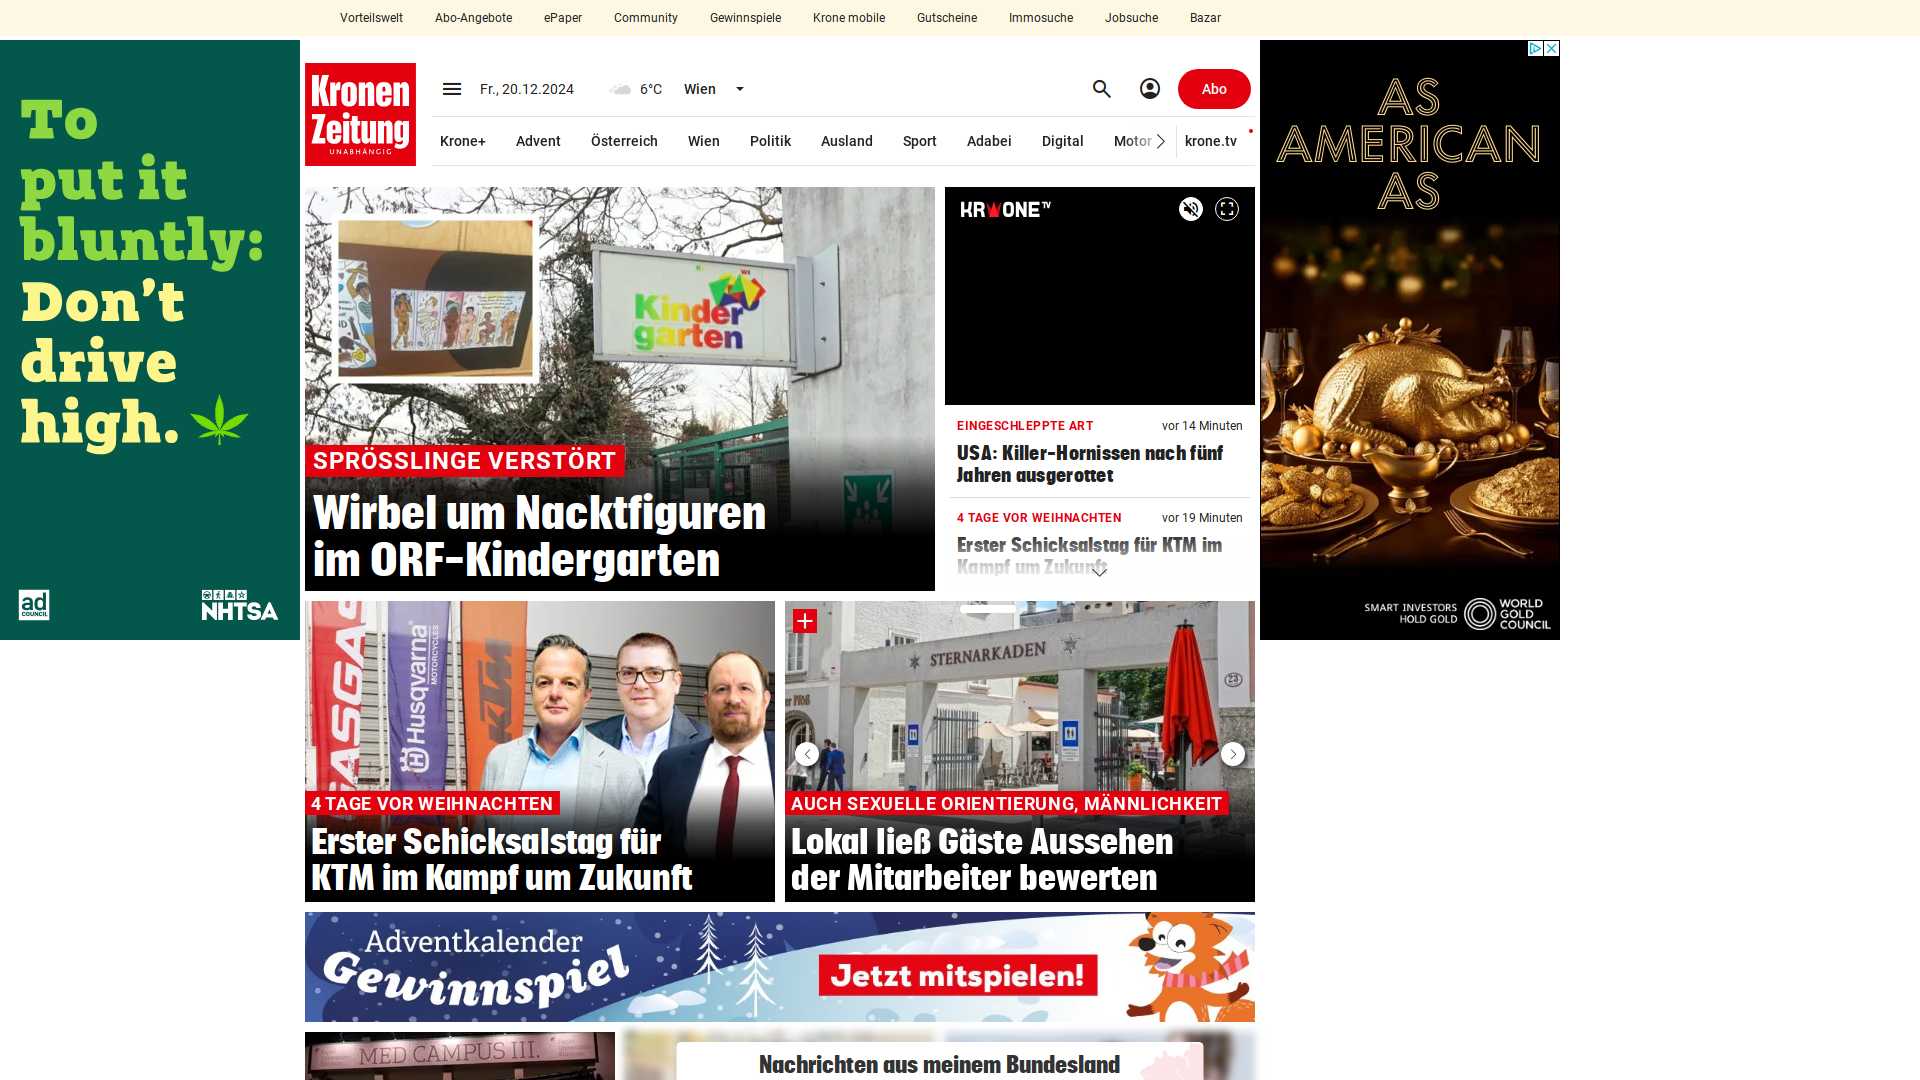 Vorteilswelt
Abo-Angebote
ePaper
Community
Gewinnspiele
Krone mobile
Gutscheine
Immosuche
Jobsuche
Bazar
To
put it
bluntly:
Don't
drive
high.
ad
COUNCIL
NHTSA
Kronen
Zeitung
UNABHÄNGIG
Fr., 20.12.2024
6°C
Wien
Abo
Krone+
Advent
Österreich
Wien
Politik
Ausland
Sport
Adabei
Digital
Motor
krone.tv
Kinder
garten
SPRÖSSLINGE VERSTÖRT
Wirbel um Nacktfiguren
im ORF-Kindergarten
KRONE TV
EINGESCHLEPPTE ART
vor 14 Minuten
USA: Killer-Hornissen nach fünf
Jahren ausgerottet
4 TAGE VOR WEIHNACHTEN
vor 19 Minuten
Erster Schicksalstag für KTM im
Kampf um Zukunft
GASGAS
Husqvarna
MOTORCYCLES
KTM
4 TAGE VOR WEIHNACHTEN
Erster Schicksalstag für
KTM im Kampf um Zukunft
STERNARKADEN
23
AUCH SEXUELLE ORIENTIERUNG, MÄNNLICHKEIT
Lokal ließ Gäste Aussehen
der Mitarbeiter bewerten
Adventkalender
Gewinnspiel
Jetzt mitspielen!
MED CAMPUS III.
Nachrichten aus meinem Bundesland
AS
AMERICAN
AS
SMART INVESTORS
HOLD GOLD
WORLD
GOLD
COUNCIL